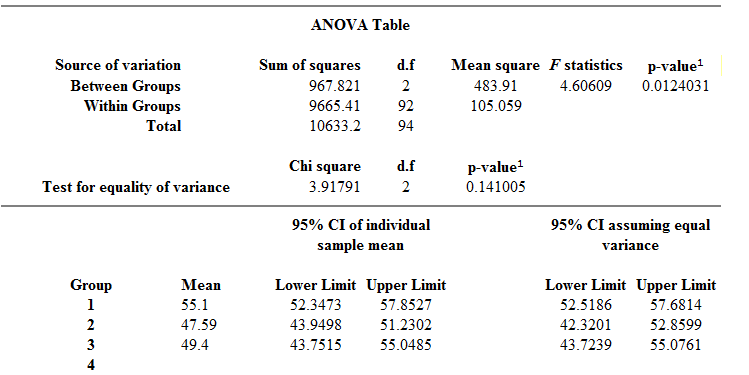 ANOVA Table
Source of variation Sum of squares d.f Mean square F statistics p-value¹
Between Groups 967.821 2 483.91 4.60609 0.0124031
Within Groups 9665.41 92 105.059
Total 10633.2 94
Chi square d.f p-value¹
Test for equality of variance 3.91791 2 0.141005
95% CI of individual 95% CI assuming equal
sample mean variance
Group Mean Lower Limit Upper Limit Lower Limit Upper Limit
1 55.1 52.3473 57.8527 52.5186 57.6814
2 47.59 43.9498 51.2302 42.3201 52.8599
3 49.4 43.7515 55.0485 43.7239 55.0761
4